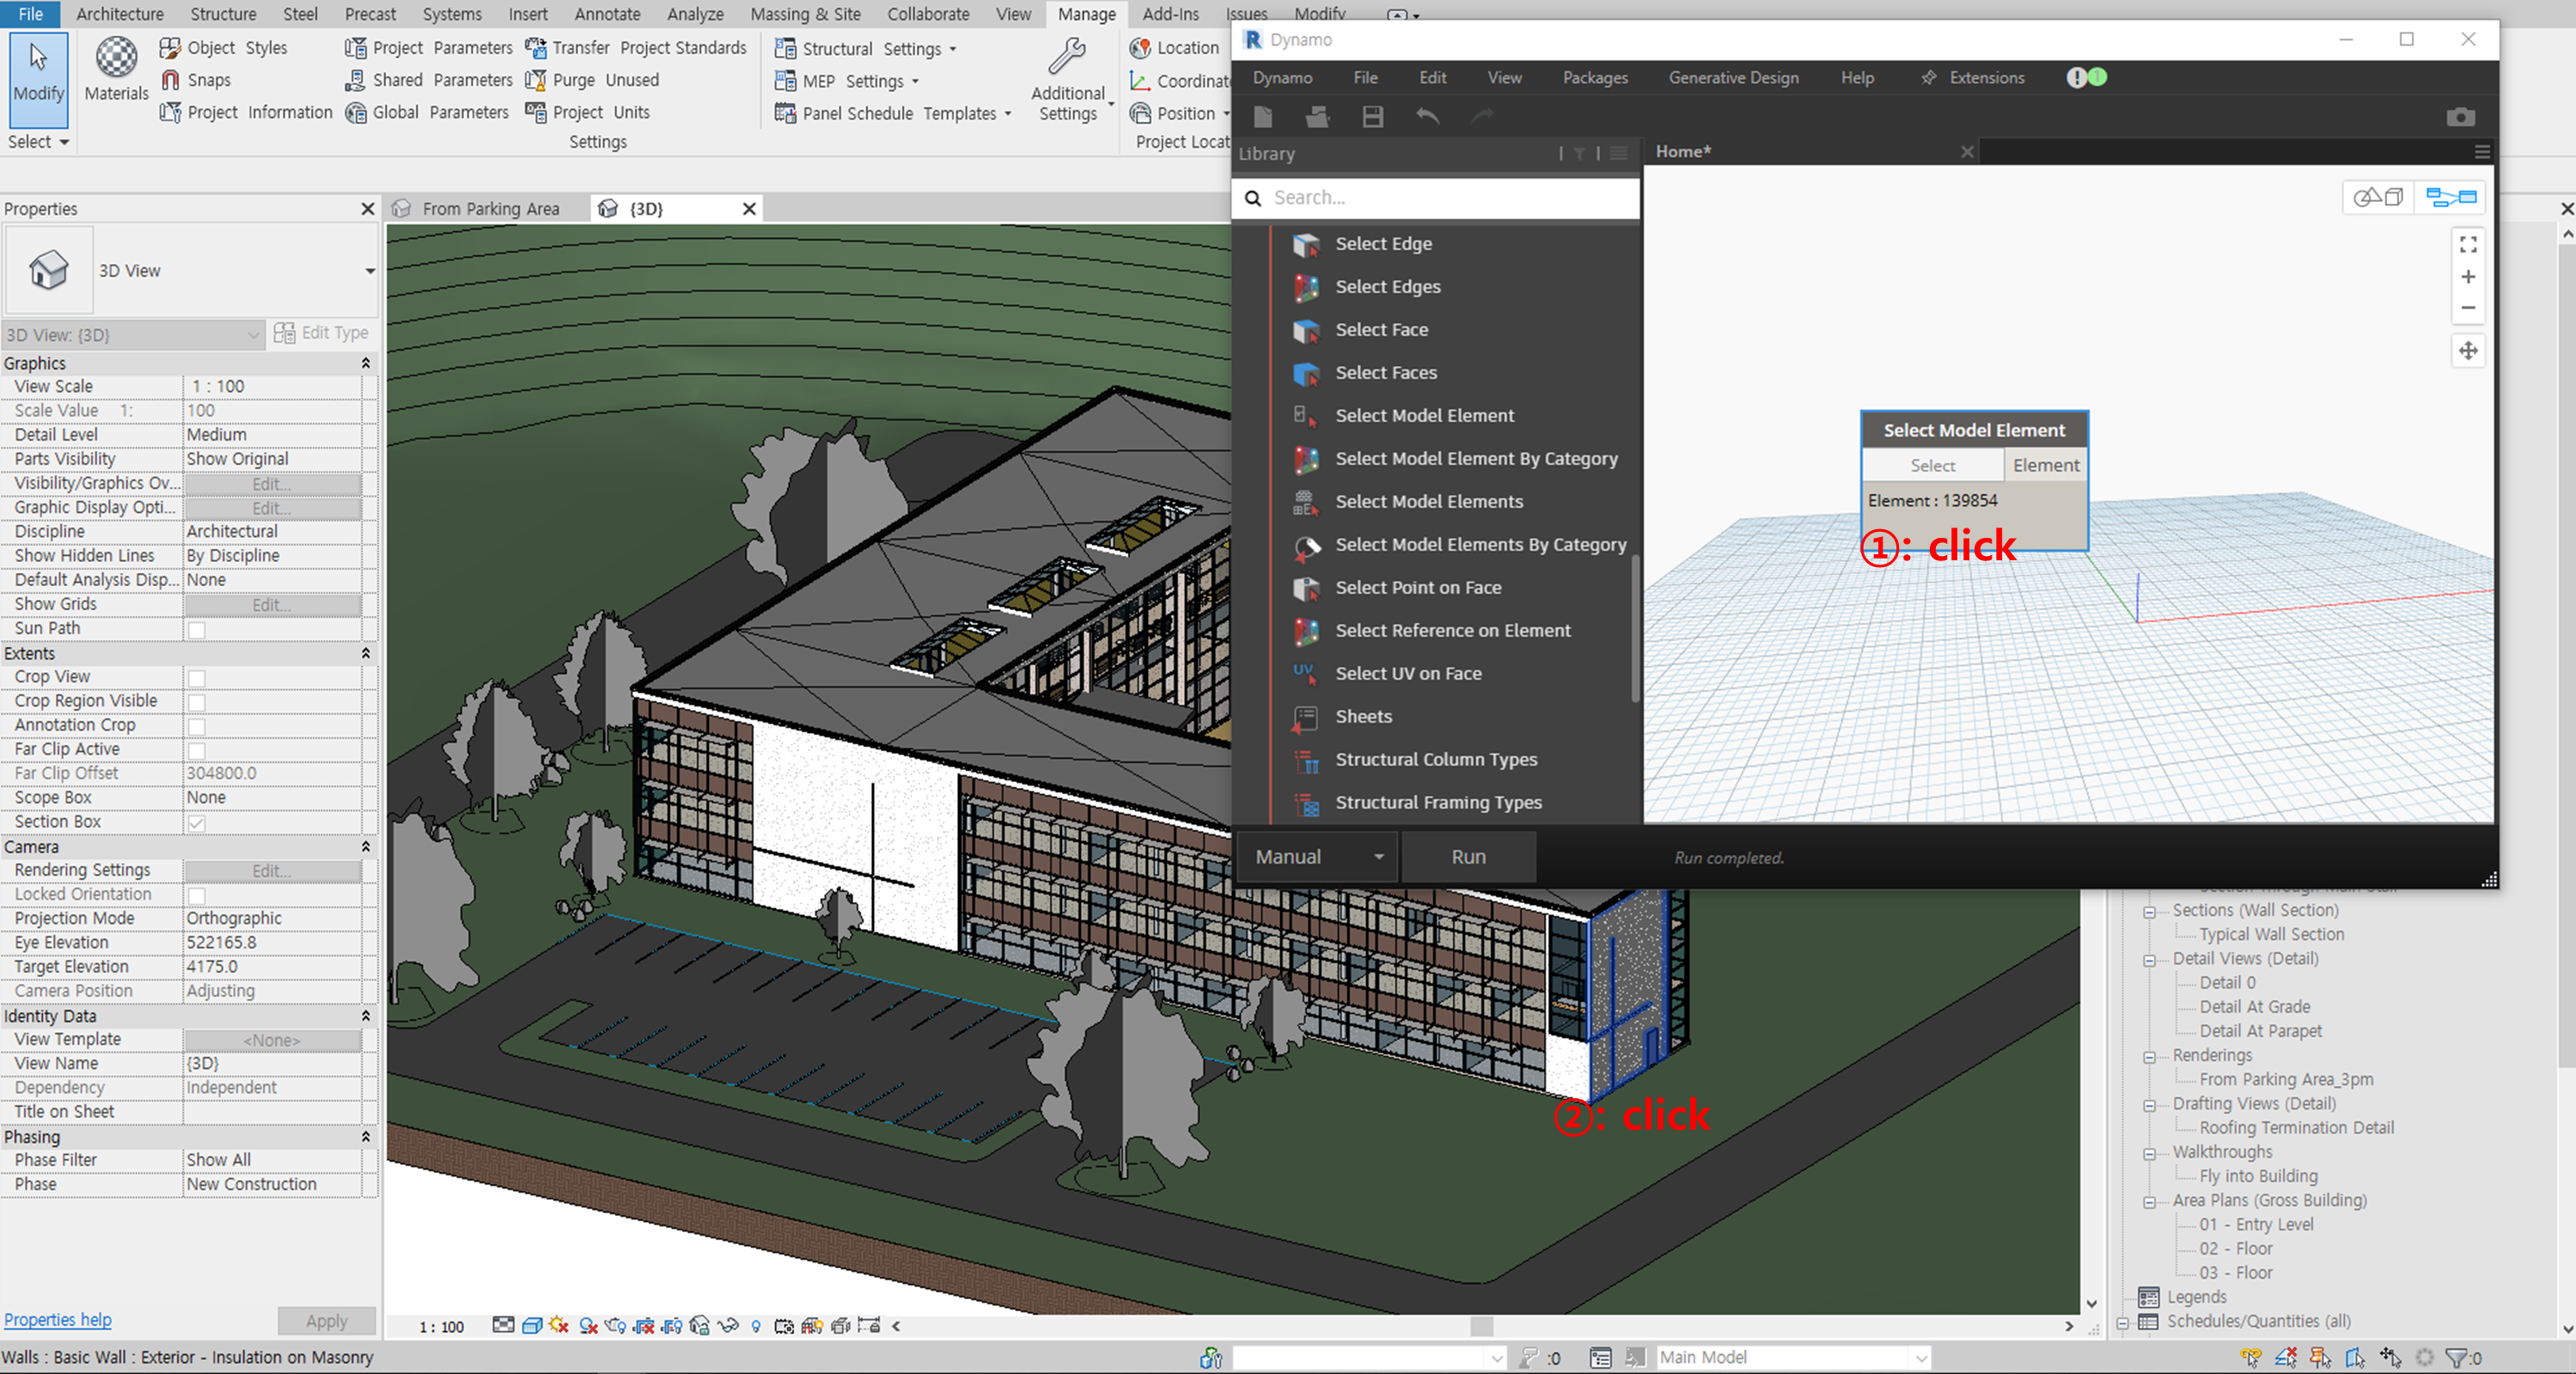 File Architecture Structure Steel Precast Systems Insert Annotate Analyze Massing & Site Collaborate View Manage Add-Ins Issues Modify
Modify
Select
Materials
Object Styles
Snaps
Project Information
Project Parameters
Shared Parameters
Global Parameters
Transfer Project Standards
Purge Unused
Project Units
Settings
Structural Settings
MEP Settings
Panel Schedule Templates
Additional
Settings
Location
Coordinat
Position
Project Locat
Properties
3D View
3D View: {3D} Edit Type
Graphics
View Scale 1 : 100
Scale Value 1: 100
Detail Level Medium
Parts Visibility Show Original
Visibility/Graphics Ov... Edit...
Graphic Display Opti... Edit...
Discipline Architectural
Show Hidden Lines By Discipline
Default Analysis Disp... None
Show Grids Edit...
Sun Path
Extents
Crop View
Crop Region Visible
Annotation Crop
Far Clip Active
Far Clip Offset 304800.0
Scope Box None
Section Box
Camera
Rendering Settings Edit...
Locked Orientation
Projection Mode Orthographic
Eye Elevation 522165.8
Target Elevation 4175.0
Camera Position Adjusting
Identity Data
View Template <None>
View Name {3D}
Dependency Independent
Title on Sheet
Phasing
Phase Filter Show All
Phase New Construction
Properties help Apply
From Parking Area {3D}
Dynamo
Dynamo File Edit View Packages Generative Design Help Extensions 1
Library
Search...
Select Edge
Select Edges
Select Face
Select Faces
Select Model Element
Select Model Element By Category
Select Model Elements
Select Model Elements By Category
Select Point on Face
Select Reference on Element
Select UV on Face
Sheets
Structural Column Types
Structural Framing Types
Home*
Select Model Element
Select Element
Element : 139854
①: click
Manual Run Run completed.
②: click
Section Through Main Stair
Sections (Wall Section)
Typical Wall Section
Detail Views (Detail)
Detail 0
Detail At Grade
Detail At Parapet
Renderings
From Parking Area_3pm
Drafting Views (Detail)
Roofing Termination Detail
Walkthroughs
Fly into Building
Area Plans (Gross Building)
01 - Entry Level
02 - Floor
03 - Floor
Legends
Schedules/Quantities (all)
1 : 100
Walls : Basic Wall : Exterior - Insulation on Masonry :0 Main Model :0